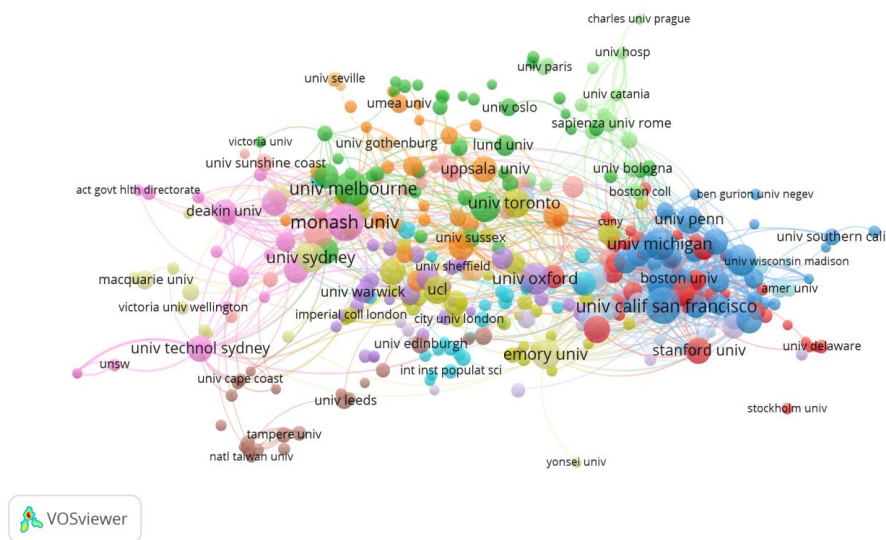 charles univ prague
univ hosp
univ paris
univ seville
univ catania
umea univ
univ oslo
sapienza univ rome
victoria univ
univ gothenburg
lund univ
univ sunshine coast
uppsala univ
univ bologna
act govt hlth directorate
univ melbourne
boston coll
ben gurion univ negev
deakin univ
univ toronto
monash univ
cuny
univ penn
univ sussex
univ michigan
univ southern cali
univ sydney
univ sheffield
univ wisconsin madison
macquarie univ
univ oxford
boston univ
univ warwick
ucl
amer univ
victoria univ wellington
imperial coll london
city univ london
univ calif san francisco
univ technol sydney
univ edinburgh
emory univ
stanford univ
univ delaware
unsw
int inst populat sci
univ cape coast
univ leeds
stockholm univ
tampere univ
natl taiwan univ
yonsei univ
VOSviewer